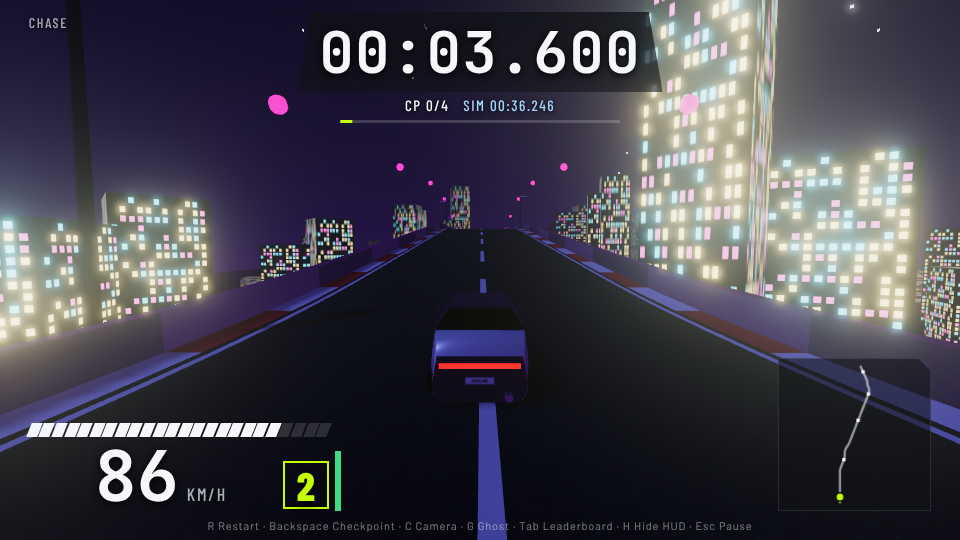 CHASE
00:03.600
CP 0/4 SIM 00:36.246
86 KM/H 2
R Restart · Backspace Checkpoint · C Camera · G Ghost · Tab Leaderboard · H Hide HUD · Esc Pause